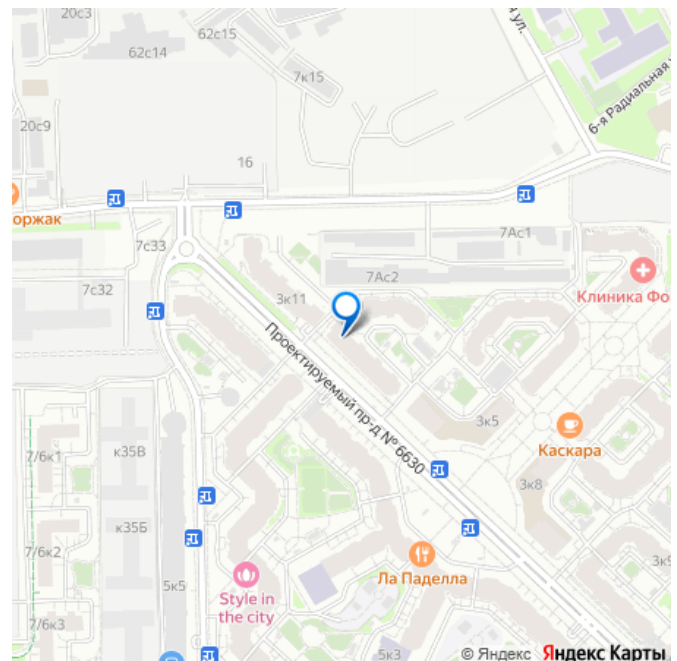 20с3
62с15
62с14
7к15
20с9
6-я Радиальная
ул.
16
оржак
7с33
7Ас1
7Ас2
7с32
3к11
Клиника Фо
Проектируемый пр-д № 6630
3к5
Каскара
7/6к1
к35В
3к8
к35Б
7/6к2
Ла Паделла
3к9
5к5
Style in
the city
7/6к3
5к3
© Яндекс Яндекс Карты